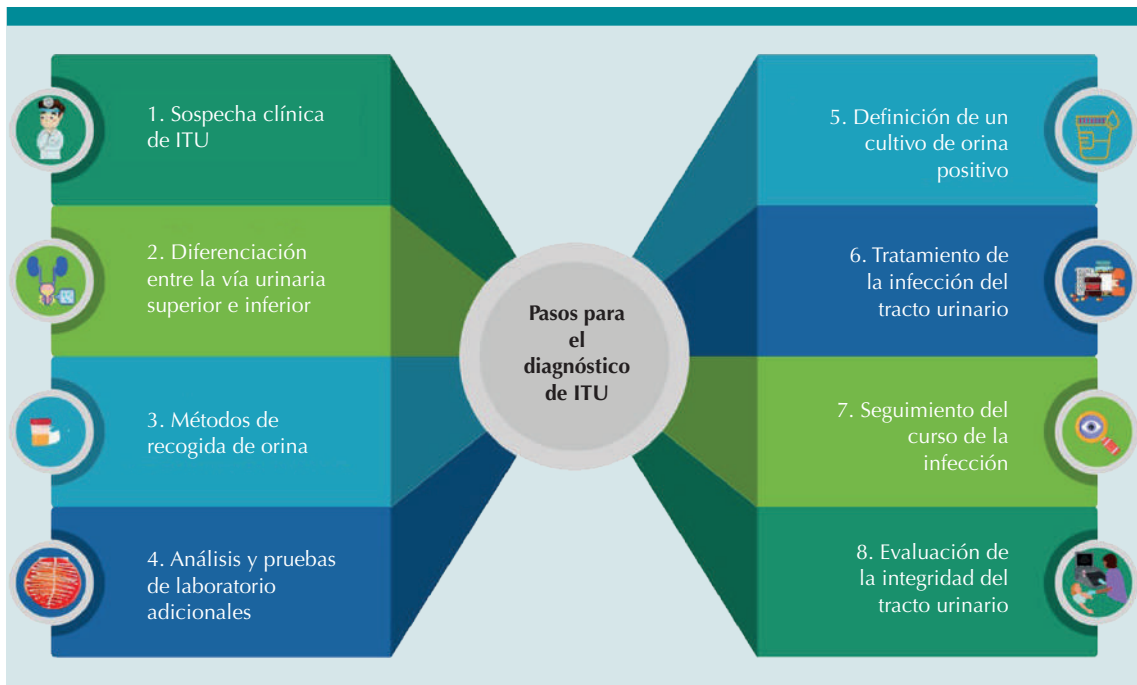 1. Sospecha clínica
de ITU
2. Diferenciación
entre la vía urinaria
superior e inferior
3. Métodos de
recogida de orina
4. Análisis y pruebas
de laboratorio
adicionales
Pasos para
el
diagnóstico
de ITU
5. Definición de un
cultivo de orina
positivo
6. Tratamiento de
la infección del
tracto urinario
7. Seguimiento del
curso de la
infección
8. Evaluación de
la integridad del
tracto urinario